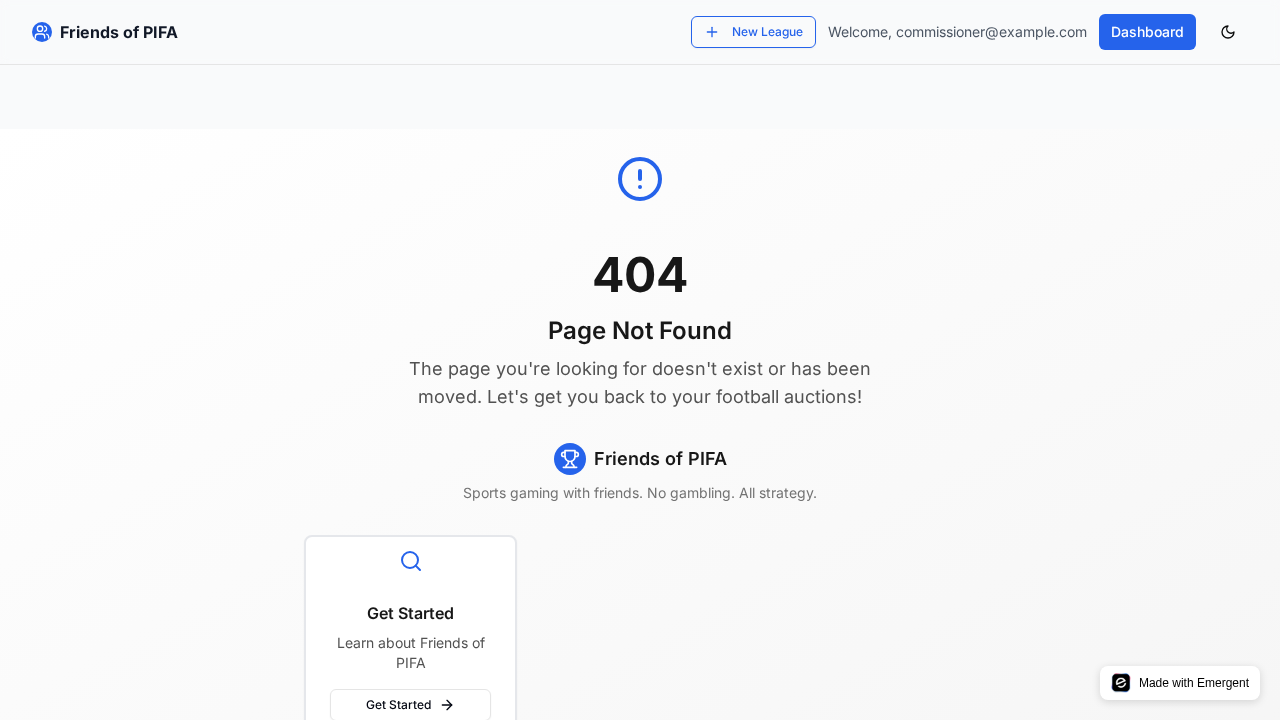 Friends of PIFA
New League
Welcome, commissioner@example.com
Dashboard
404
Page Not Found
The page you're looking for doesn't exist or has been
moved. Let's get you back to your football auctions!
Friends of PIFA
Sports gaming with friends. No gambling. All strategy.
Get Started
Learn about Friends of
PIFA
Get Started
Made with Emergent